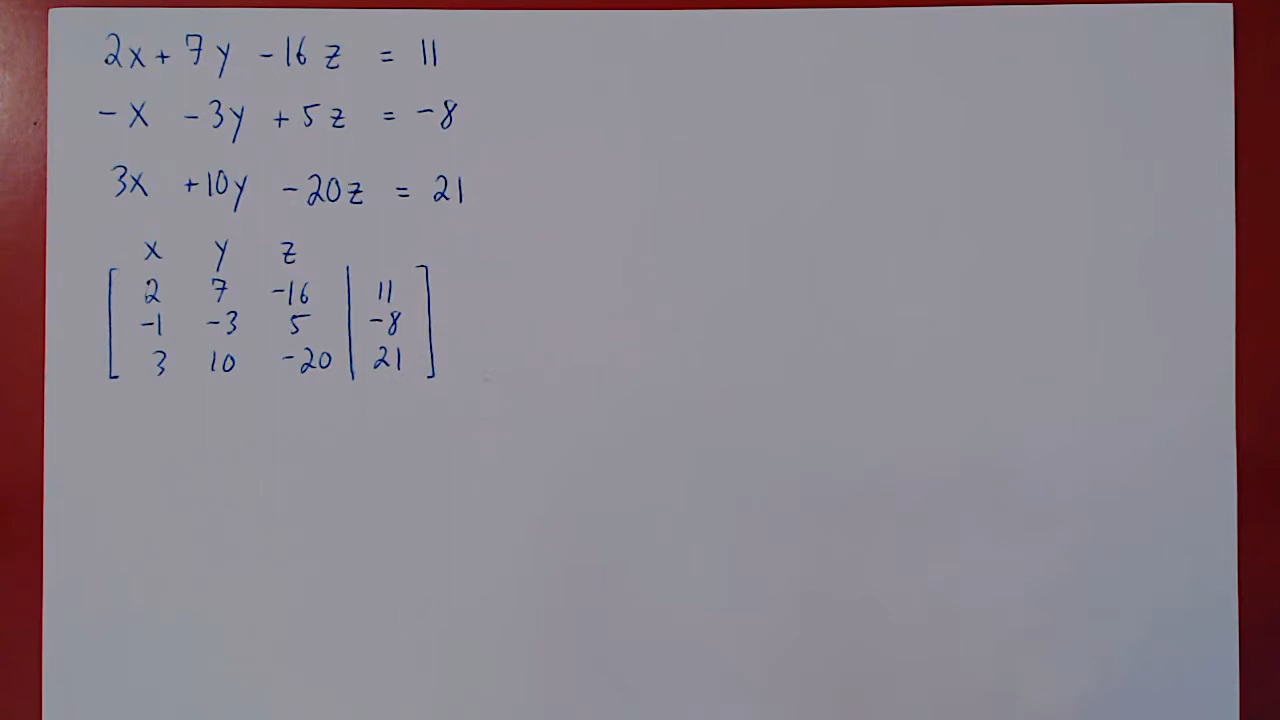 2x + 7y - 16z = 11
-x - 3y + 5z = -8
3x + 10y - 20z = 21
x y z
2 7 -16 | 11
-1 -3 5 | -8
3 10 -20 | 21